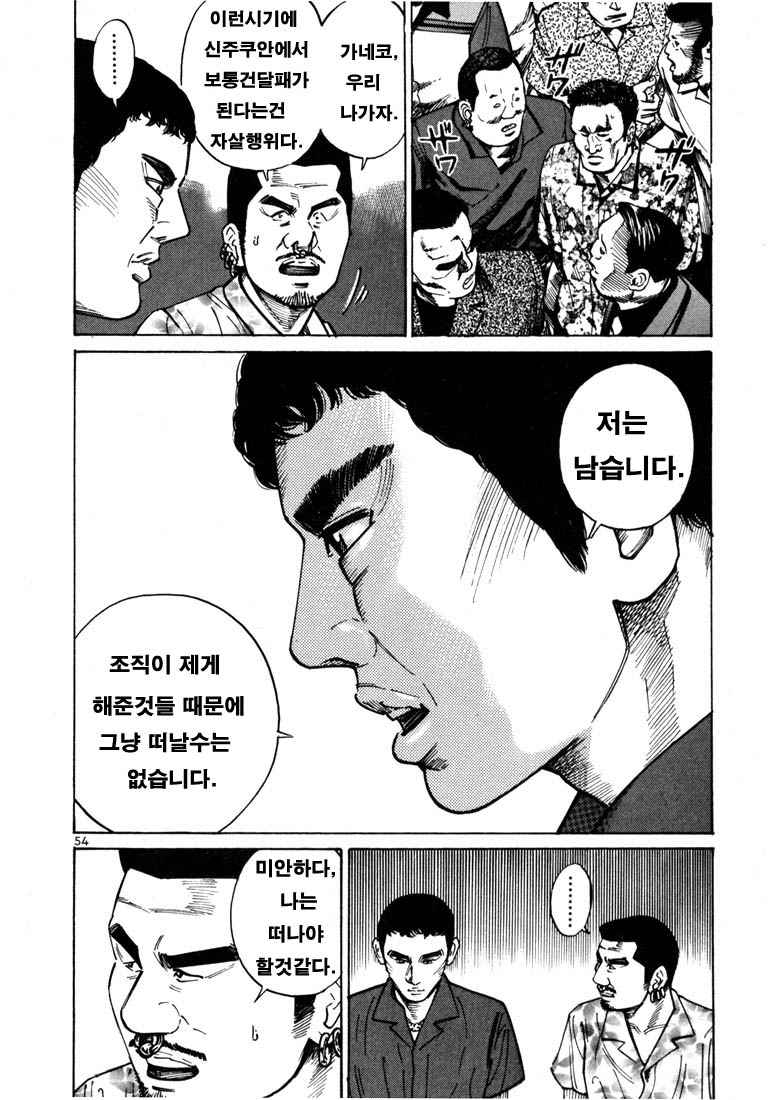 ザワ
ザワ
가네코,
우리
나가자.
이런시기에
신주쿠안에서
보통건달패가
된다는건
자살행위다.
……
저는
남습니다.
조직이 제게
해준것들 때문에
그냥 떠날수는
없습니다.
54
……
미안하다,
나는
떠나야
할것같다.